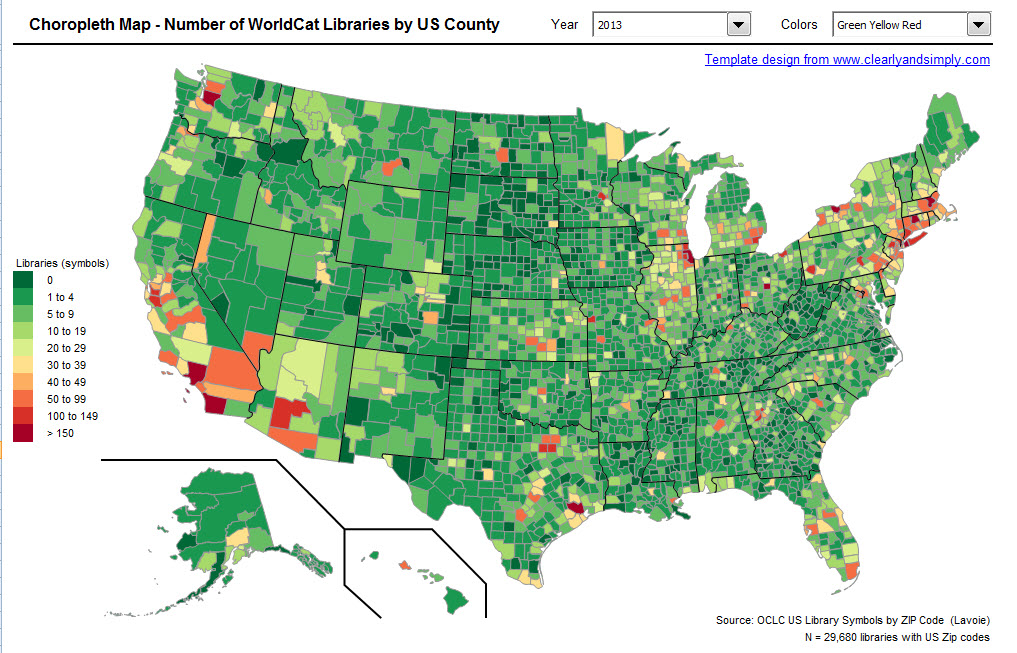 Choropleth Map - Number of WorldCat Libraries by US County
Year
2013
Colors
Green Yellow Red
Template design from www.clearlyandsimply.com
Libraries (symbols)
0
1 to 4
5 to 9
10 to 19
20 to 29
30 to 39
40 to 49
50 to 99
100 to 149
> 150
Source: OCLC US Library Symbols by ZIP Code (Lavoie)
N = 29,680 libraries with US Zip codes